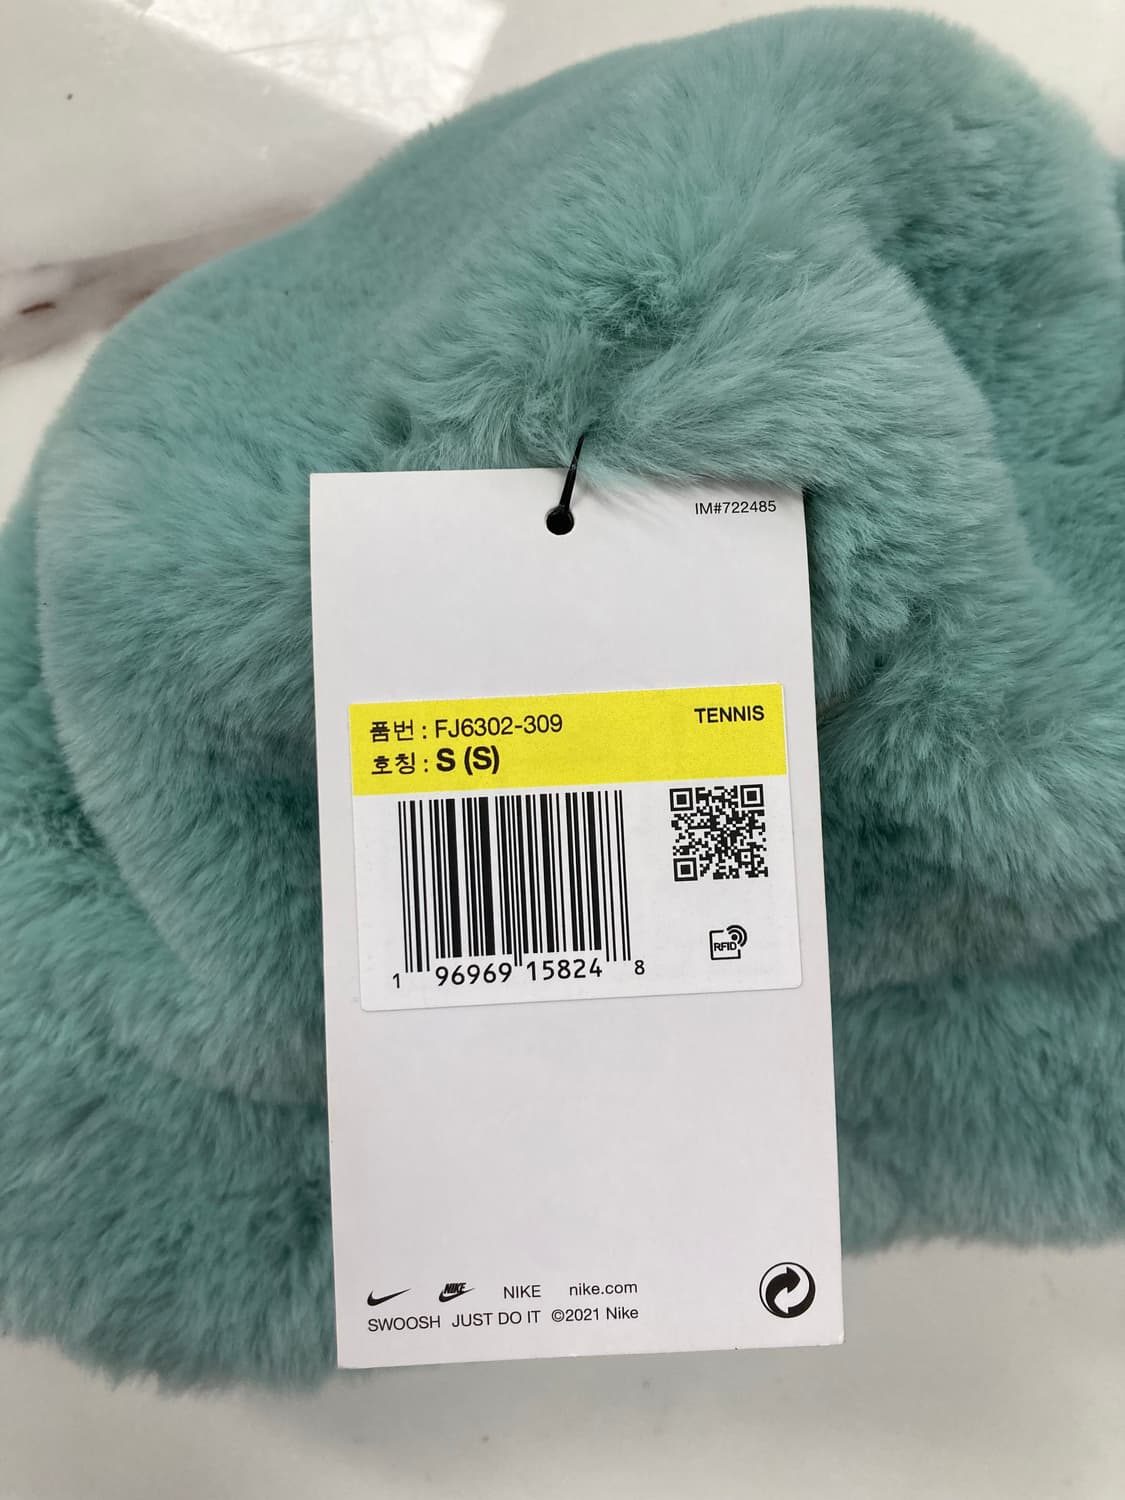 IM#722485
품번 : FJ6302-309
TENNIS
호칭 : S (S)
RFID
1 96969 15824 8
NIKE NIKE nike.com
SWOOSH JUST DO IT ©2021 Nike